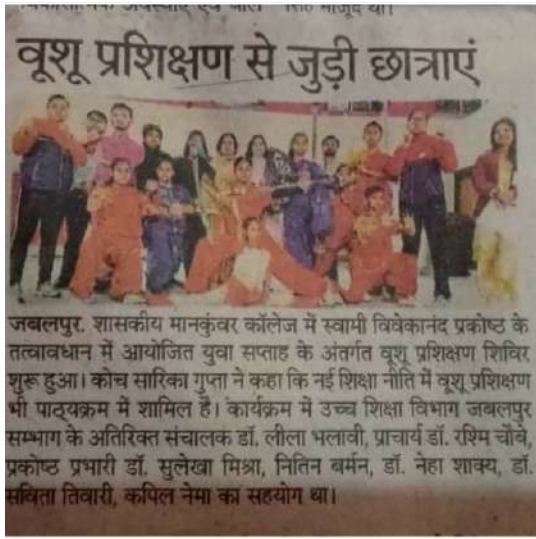 सिंह मौजूद था।
वूशू प्रशिक्षण से जुड़ी छात्राएं
जबलपुर. शासकीय मानकुंवर कॉलेज में स्वामी विवेकानंद प्रकोष्ठ के
तत्वावधान में आयोजित युवा सप्ताह के अंतर्गत वूशू प्रशिक्षण शिविर
शुरू हुआ। कोच सारिका गुप्ता ने कहा कि नई शिक्षा नीति में वूशू प्रशिक्षण
भी पाठ्यक्रम में शामिल है। कार्यक्रम में उच्च शिक्षा विभाग जबलपुर
सम्भाग के अतिरिक्त संचालक डॉ. लीला भलावी, प्राचार्य डॉ. रश्मि चौबे,
प्रकोष्ठ प्रभारी डॉ. सुलेखा मिश्रा, नितिन बर्मन, डॉ. नेहा शाक्य, डॉ.
सविता तिवारी, कपिल नेमा का सहयोग था।